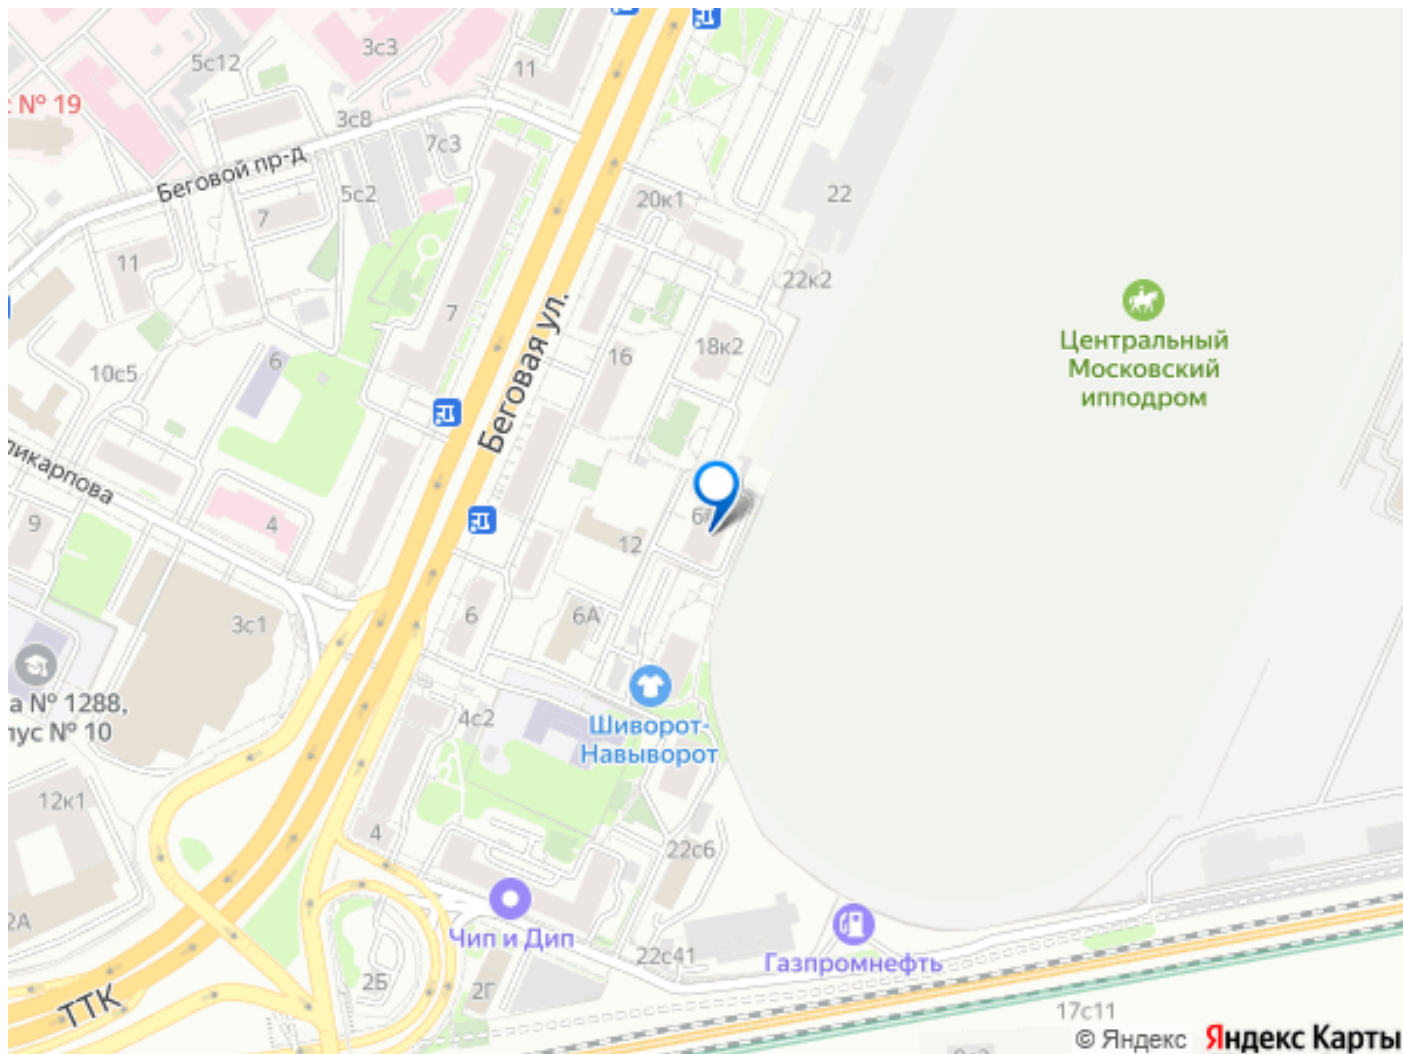 3с3
5с12
11
с № 19
3с8
7с3
Беговой пр-д
5с2
20к1
22
7
11
22к2
7
Беговая ул.
Центральный
Московский
ипподром
16
18к2
10с5
6
ликарпова
9
4
12
6А
6
3с1
а № 1288,
пус № 10
4с2
Шиворот-
Навыворот
12к1
4
22с6
2А
Чип и Дип
22с41
Газпромнефть
2Б
2Г
ТТК
17с11
© Яндекс
Яндекс Карты